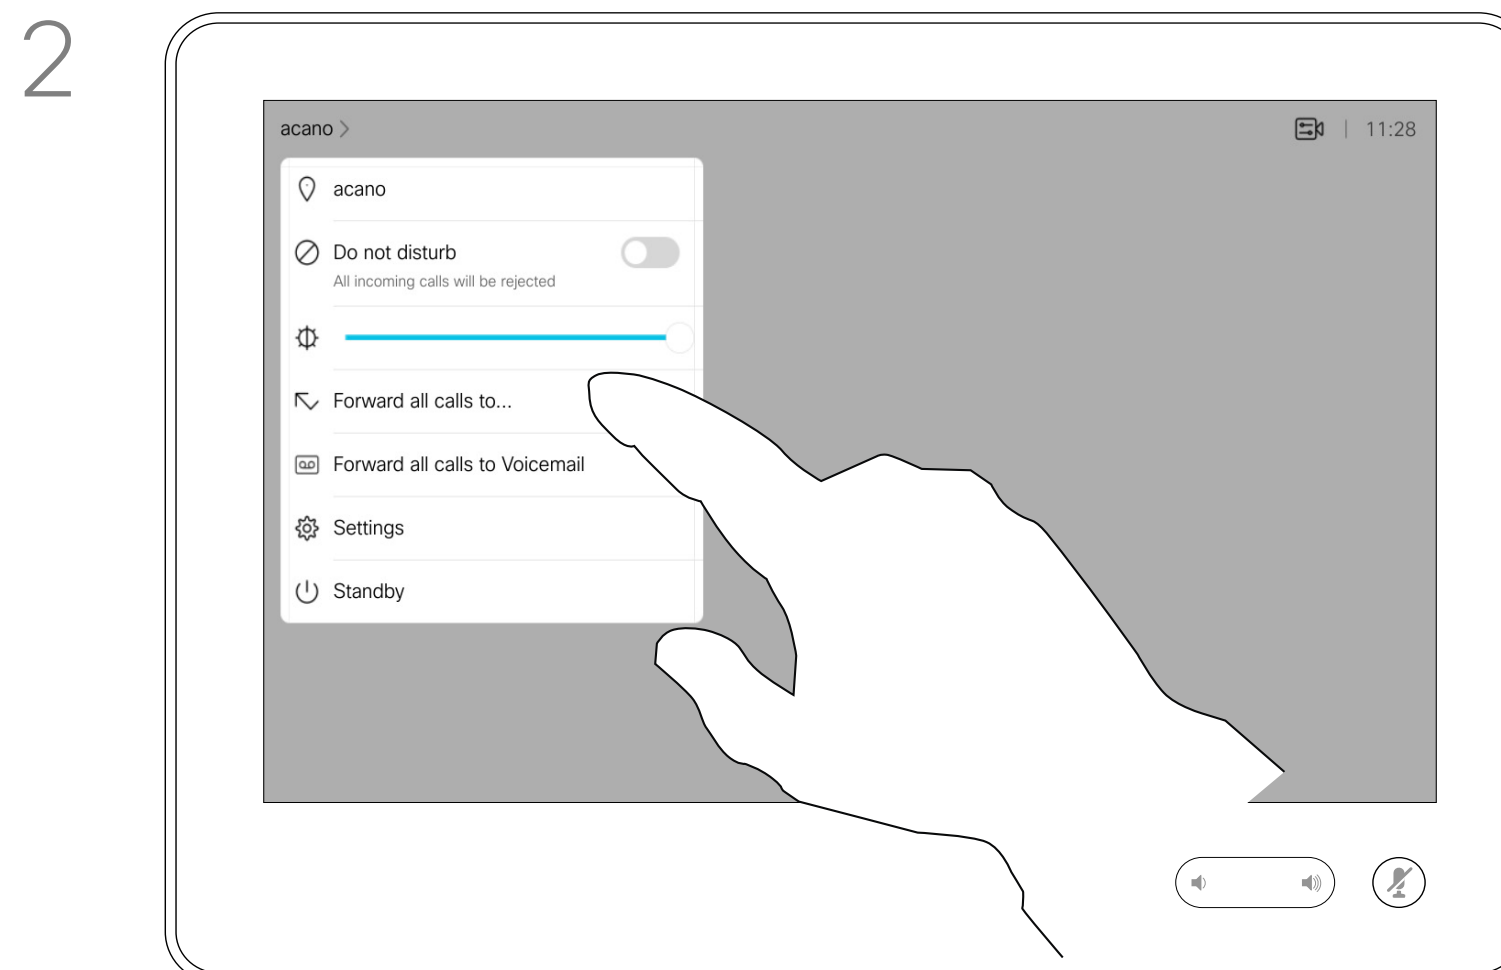 2
acano >
11:28
acano
Do not disturb
All incoming calls will be rejected
Forward all calls to...
Forward all calls to Voicemail
Settings
Standby